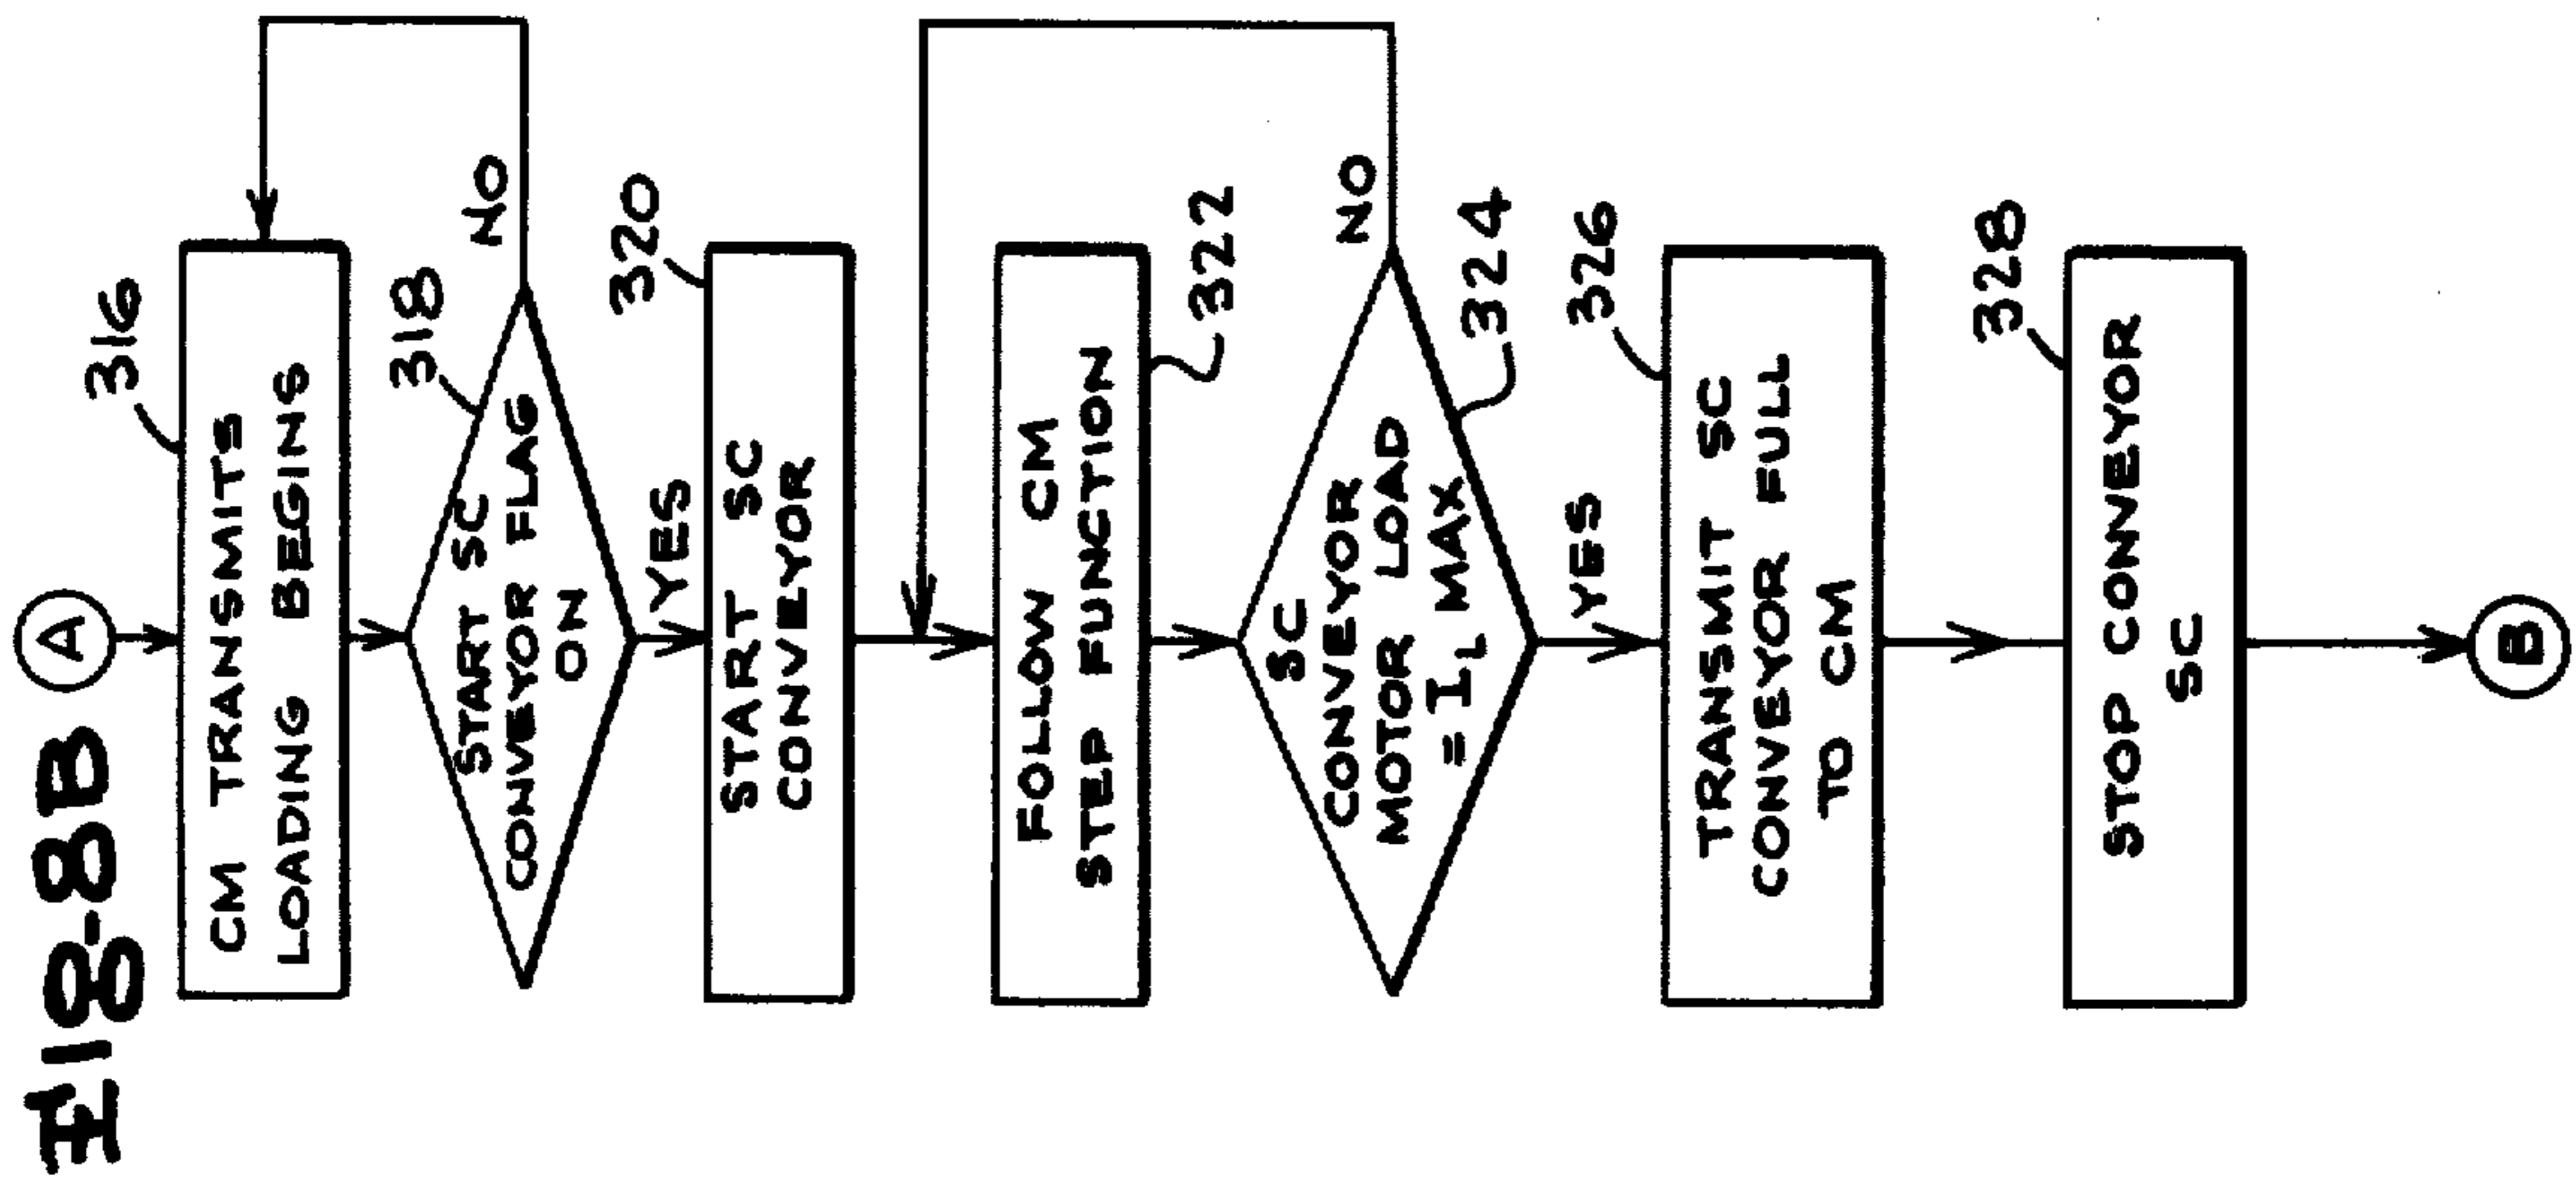 Fig-8B
A
316
CM TRANSMITS
LOADING BEGINS
318
START SC
CONVEYOR FLAG
ON
NO
YES
320
START SC
CONVEYOR
FOLLOW CM
STEP FUNCTION
322
SC
CONVEYOR
MOTOR LOAD
= IL MAX
NO
324
YES
326
TRANSMIT SC
CONVEYOR FULL
TO CM
328
STOP CONVEYOR
SC
B